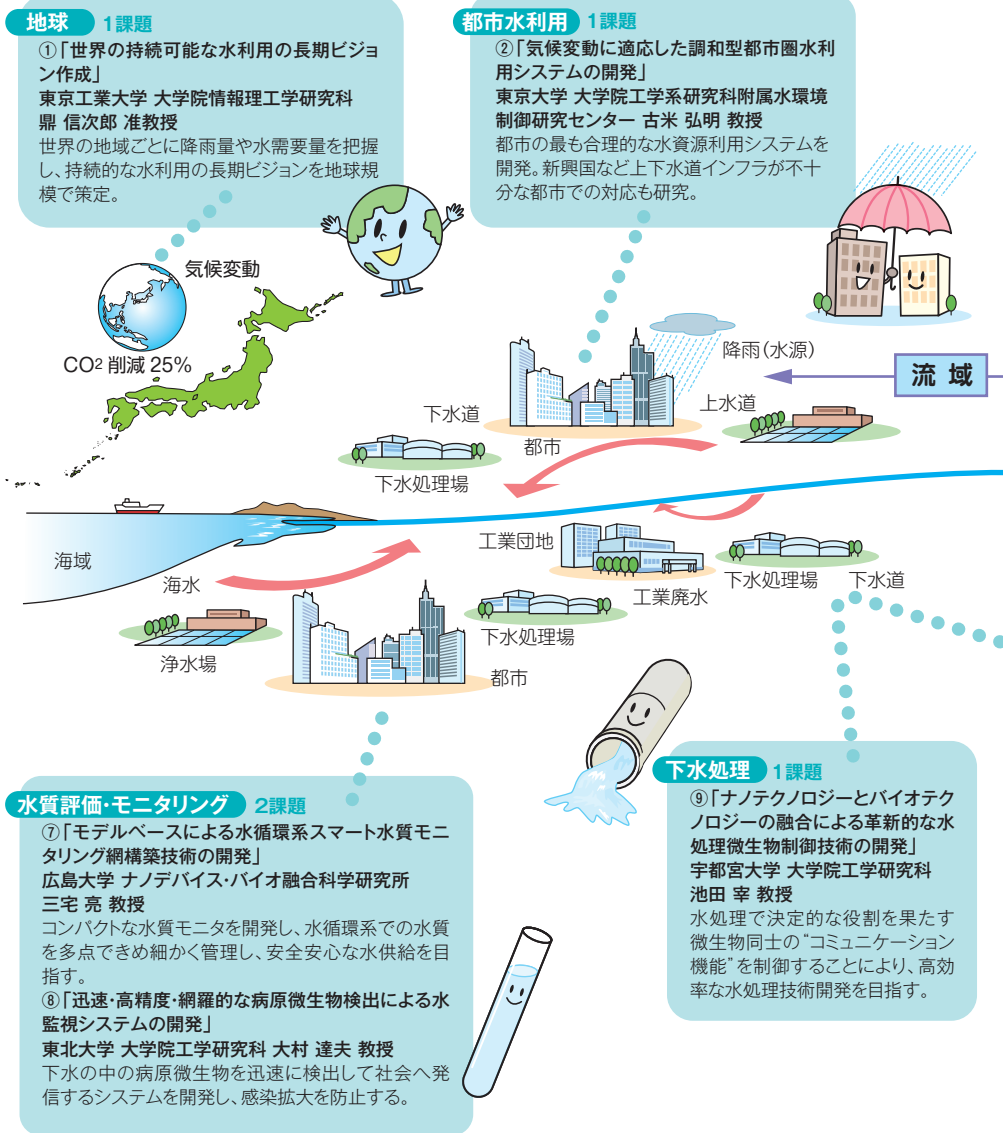 地球 1課題
①「世界の持続可能な水利用の長期ビジョ
ン作成」
東京工業大学 大学院情報理工学研究科
鼎 信次郎 准教授
世界の地域ごとに降雨量や水需要量を把握
し、持続的な水利用の長期ビジョンを地球規
模で策定。
都市水利用 1課題
②「気候変動に適応した調和型都市圏水利
用システムの開発」
東京大学 大学院工学系研究科附属水環境
制御研究センター 古米 弘明 教授
都市の最も合理的な水資源利用システムを
開発。新興国など上下水道インフラが不十
分な都市での対応も研究。
気候変動
CO2 削減 25%
降雨(水源)
流 域
下水道
上水道
都市
下水処理場
海域
海水
工業団地
工業廃水
下水処理場
下水道
浄水場
下水処理場
都市
水質評価・モニタリング 2課題
⑦「モデルベースによる水循環系スマート水質モニ
タリング網構築技術の開発」
広島大学 ナノデバイス・バイオ融合科学研究所
三宅 亮 教授
コンパクトな水質モニタを開発し、水循環系での水質
を多点できめ細かく管理し、安全安心な水供給を目
指す。
⑧「迅速・高精度・網羅的な病原微生物検出による水
監視システムの開発」
東北大学 大学院工学研究科 大村 達夫 教授
下水の中の病原微生物を迅速に検出して社会へ発
信するシステムを開発し、感染拡大を防止する。
下水処理 1課題
⑨「ナノテクノロジーとバイオテク
ノロジーの融合による革新的な水
処理微生物制御技術の開発」
宇都宮大学 大学院工学研究科
池田 宰 教授
水処理で決定的な役割を果たす
微生物同士の“コミュニケーション
機能”を制御することにより、高効
率な水処理技術開発を目指す。